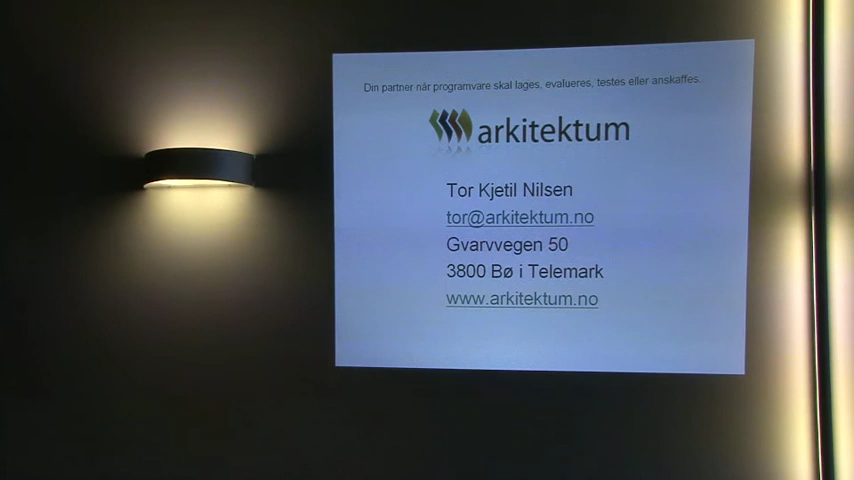 Din partner når programvare skal lages, evalueres, testes eller anskaffes.
arkitektum
Tor Kjetil Nilsen
tor@arkitektum.no
Gvarvvegen 50
3800 Bø i Telemark
www.arkitektum.no